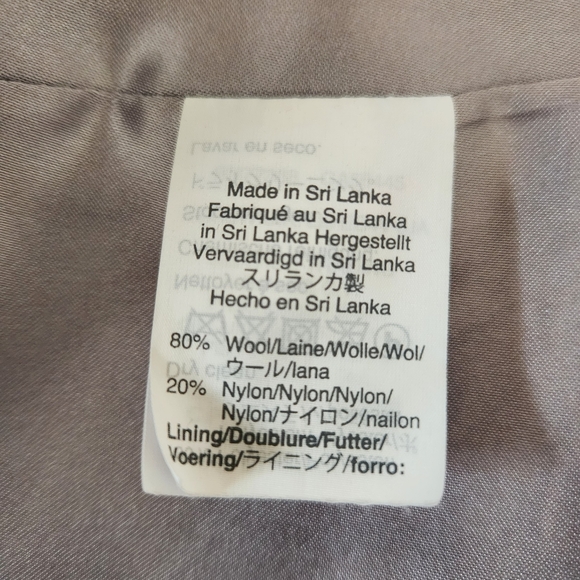 Made in Sri Lanka
Fabriqué au Sri Lanka
in Sri Lanka Hergestellt
Vervaardigd in Sri Lanka
スリランカ製
Hecho en Sri Lanka
80% Wool/Laine/Wolle/Wol/
ウール/lana
20% Nylon/Nylon/Nylon/
Nylon/ナイロン/nailon
Lining/Doublure/Futter/
Voering/ライニング/forro: